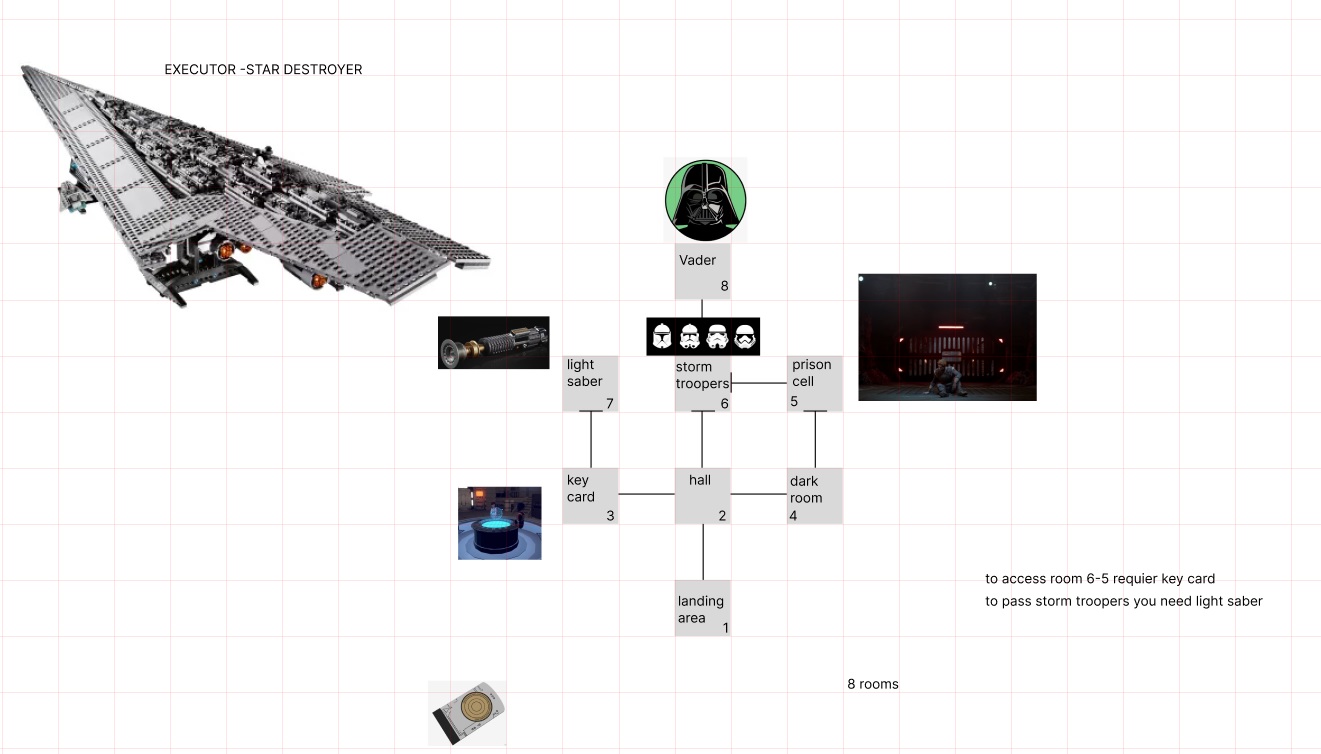 EXECUTOR -STAR DESTROYER
Vader
8
light
saber
7
storm
troopers
6
prison
cell
5
key
card
3
hall
2
dark
room
4
landing
area
1
to access room 6-5 requier key card
to pass storm troopers you need light saber
8 rooms